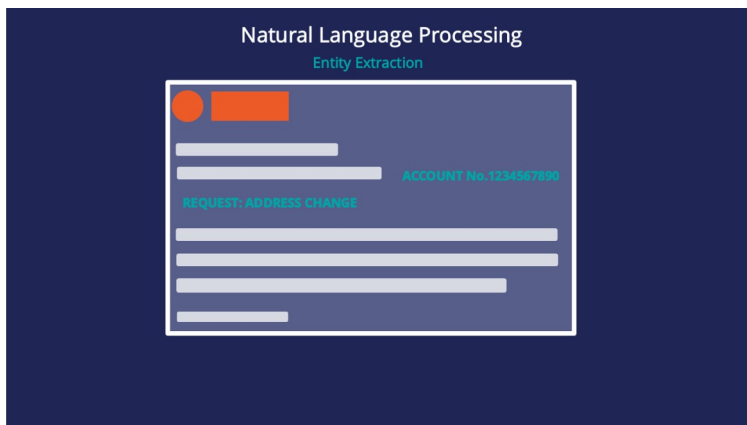 Natural Language Processing
Entity Extraction
ACCOUNT No.1234567890
REQUEST: ADDRESS CHANGE